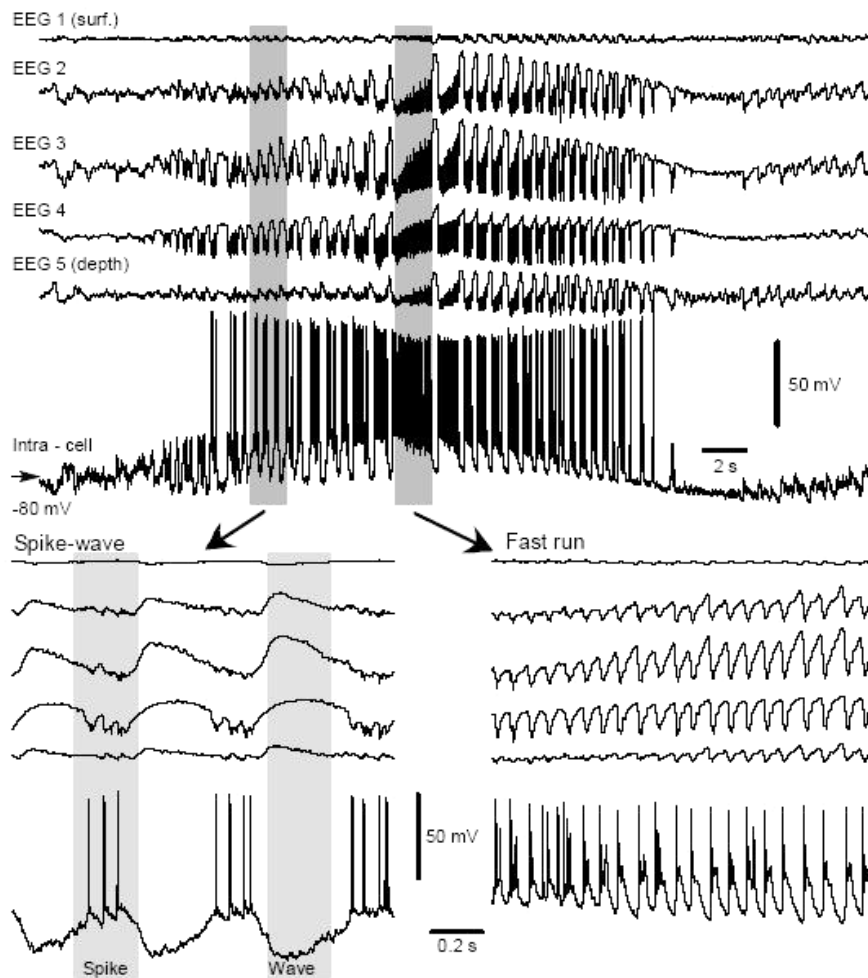 EEG 1 (surf.)
EEG 2
EEG 3
EEG 4
EEG 5 (depth)
50 mV
Intra - cell
2 s
-80 mV
Spike-wave
Fast run
50 mV
0.2 s
Spike
Wave